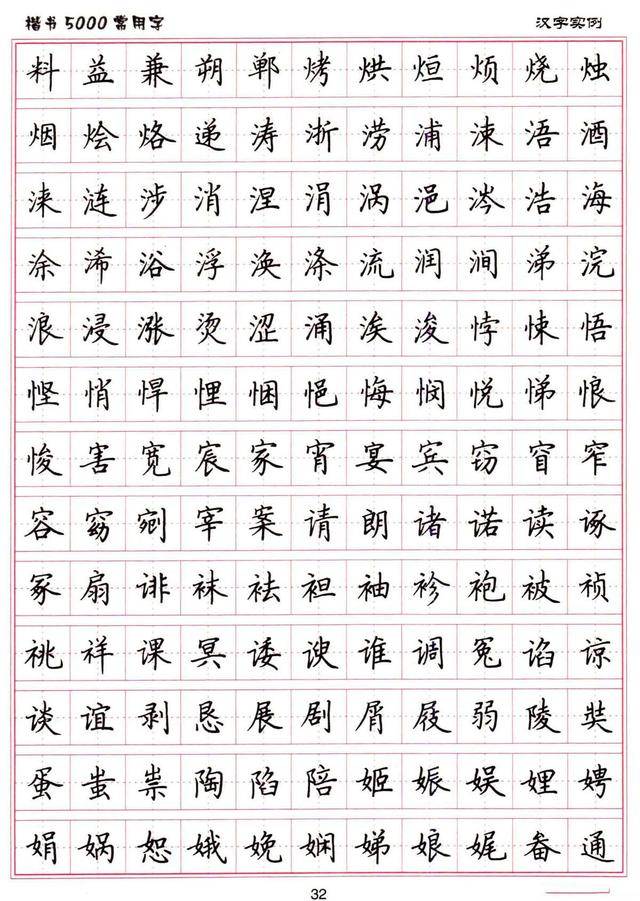 楷书5000常用字 汉字实例
料益兼朔郸烤烘烜烦烧烛
烟烩烙递涛浙涝浦涑浯酒
涞涟涉消涅涓涡浥涔浩海
涂浠浴浮涣涤流润涧涕浣
浪浸涨烫涩涌涘浚悖悚悟
悭悄悍悝悃悒悔悯悦悌悢
悛害宽宸家宵宴宾窃窅窄
容窈剜宰案请朗诸诺读诼
冢扇诽袜祛袒袖衫袍被祯
祧祥课冥诿谀谁调冤谄谅
谈谊剥恳展剧屑屐弱陵奘
蛋蚩祟陶陷陪姬娠娱娌娉
娟娲恕娥娩娴娣娘娓畚通
32